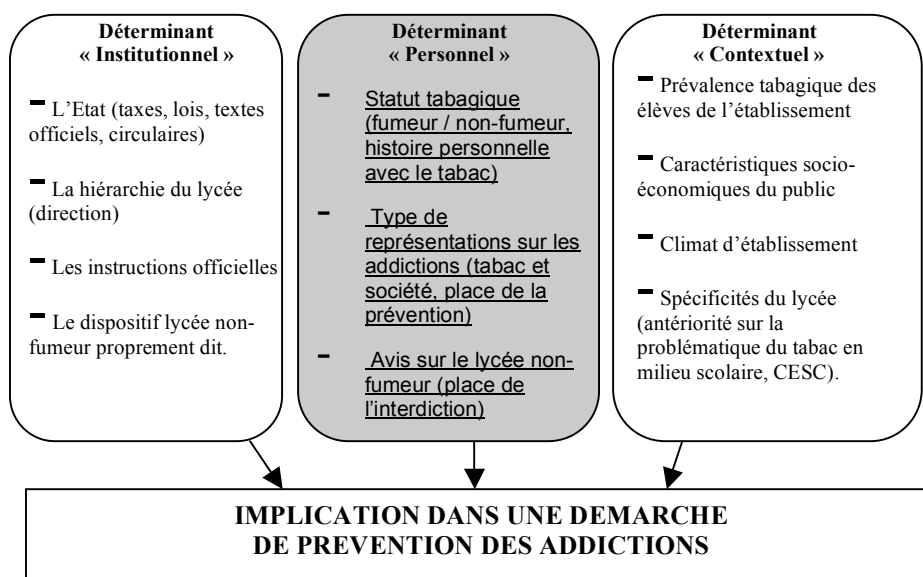 Déterminant
« Institutionnel »
- L'Etat (taxes, lois, textes
officiels, circulaires)
- La hiérarchie du lycée
(direction)
- Les instructions officielles
- Le dispositif lycée non-
fumeur proprement dit.
Déterminant
« Personnel »
- Statut tabagique
(fumeur / non-fumeur,
histoire personnelle
avec le tabac)
- Type de
représentations sur les
addictions (tabac et
société, place de la
prévention)
- Avis sur le lycée non-
fumeur (place de
l'interdiction)
Déterminant
« Contextuel »
- Prévalence tabagique des
élèves de l'établissement
- Caractéristiques socio-
économiques du public
- Climat d'établissement
- Spécificités du lycée
(antériorité sur la
problématique du tabac en
milieu scolaire, CESC).
IMPLICATION DANS UNE DEMARCHE
DE PREVENTION DES ADDICTIONS